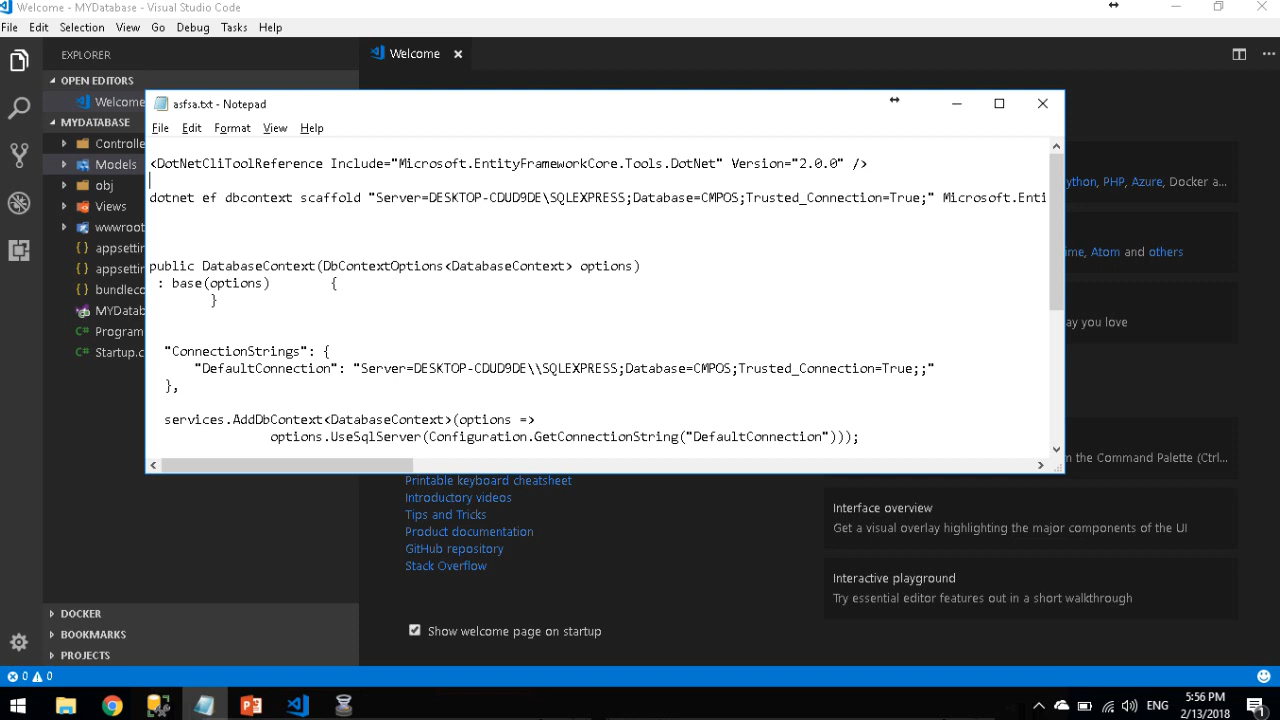 Welcome - MYDatabase - Visual Studio Code
File Edit Selection View Go Debug Tasks Help
EXPLORER
Welcome
OPEN EDITORS
Welcome
MYDATABASE
Controlle
Models
obj
Views
wwwroot
appsettin
appsettin
bundleco
MYDatab
Program
Startup.c
asfsa.txt - Notepad
File Edit Format View Help
<DotNetCliToolReference Include="Microsoft.EntityFrameworkCore.Tools.DotNet" Version="2.0.0" />
dotnet ef dbcontext scaffold "Server=DESKTOP-CDUD9DE\SQLEXPRESS;Database=CMPOS;Trusted_Connection=True;" Microsoft.Enti
public DatabaseContext(DbContextOptions<DatabaseContext> options)
: base(options) {
}
"ConnectionStrings": {
"DefaultConnection": "Server=DESKTOP-CDUD9DE\\SQLEXPRESS;Database=CMPOS;Trusted_Connection=True;;"
},
services.AddDbContext<DatabaseContext>(options =>
options.UseSqlServer(Configuration.GetConnectionString("DefaultConnection")));
ython, PHP, Azure, Docker a...
ime, Atom and others
ay you love
m the Command Palette (Ctrl...
Printable keyboard cheatsheet
Introductory videos
Tips and Tricks
Product documentation
GitHub repository
Stack Overflow
Show welcome page on startup
Interface overview
Get a visual overlay highlighting the major components of the UI
Interactive playground
Try essential editor features out in a short walkthrough
DOCKER
BOOKMARKS
PROJECTS
0 0
ENG
5:56 PM
2/13/2018
1